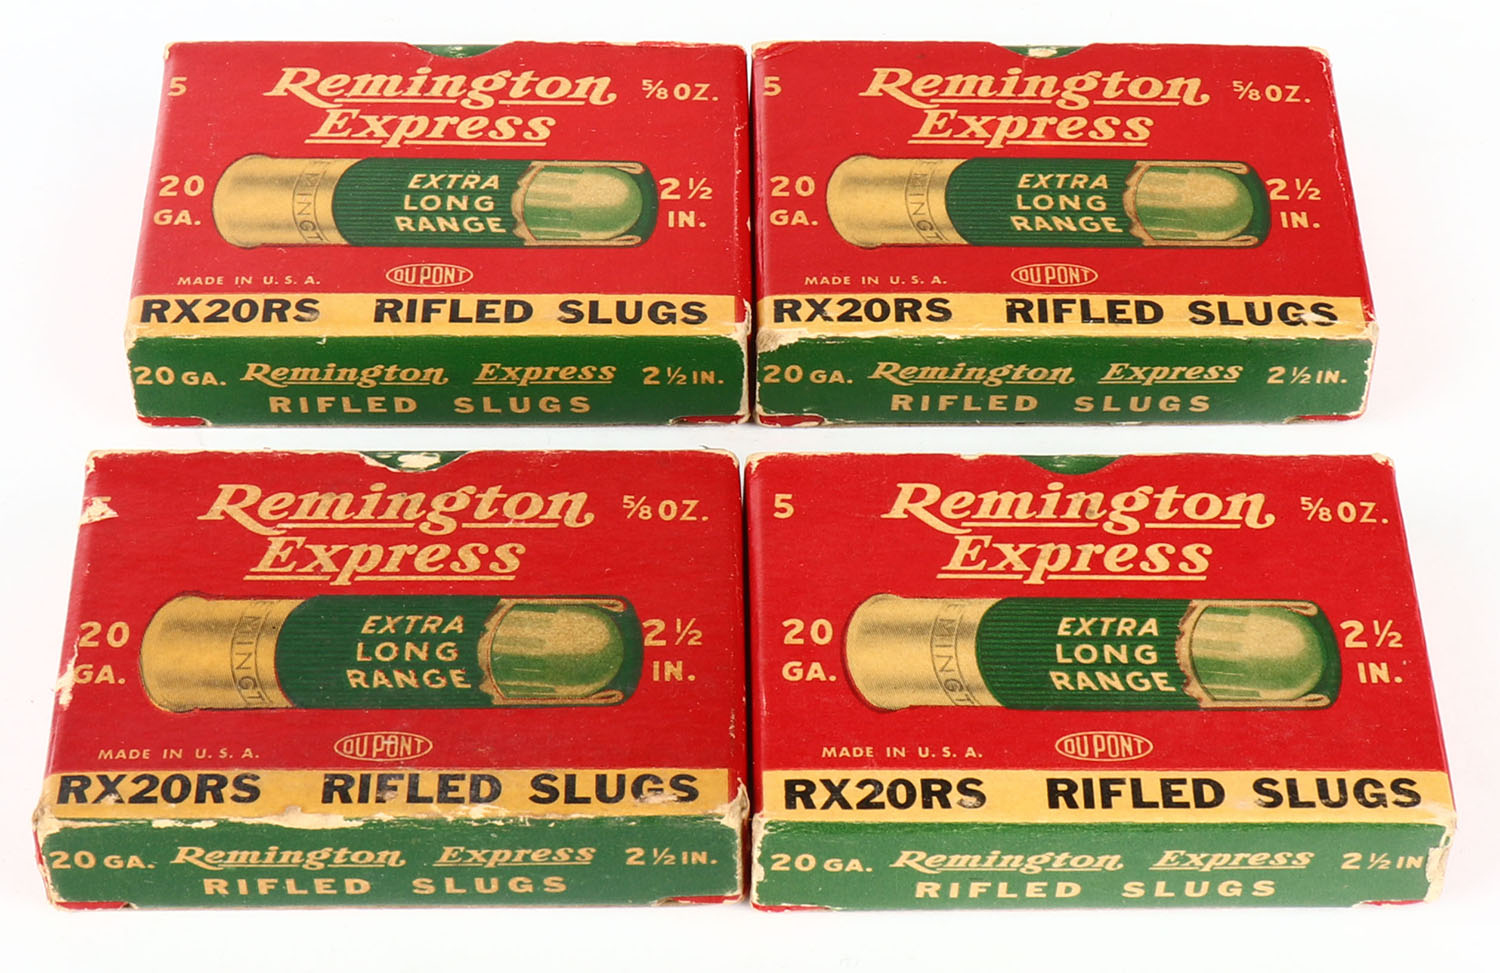 5 Remington 5/8 OZ.
Express
20 GA. EXTRA LONG RANGE 2 1/2 IN.
EMINGT
MADE IN U. S. A. DU PONT
RX20RS RIFLED SLUGS
20 GA. Remington Express 2 1/2 IN.
RIFLED SLUGS
5 Remington 5/8 OZ.
Express
20 GA. EXTRA LONG RANGE 2 1/2 IN.
EMINGT
MADE IN U. S. A. DU PONT
RX20RS RIFLED SLUGS
20 GA. Remington Express 2 1/2 IN.
RIFLED SLUGS
Remington 5/8 OZ.
Express
20 GA. EXTRA LONG RANGE 2 1/2 IN.
EMINGT
MADE IN U. S. A. DU PONT
RX20RS RIFLED SLUGS
20 GA. Remington Express 2 1/2 IN.
RIFLED SLUGS
5 Remington 5/8 OZ.
Express
20 GA. EXTRA LONG RANGE 2 1/2 IN.
EMINGT
MADE IN U. S. A. DU PONT
RX20RS RIFLED SLUGS
20 GA. Remington Express 2 1/2 IN
RIFLED SLUGS